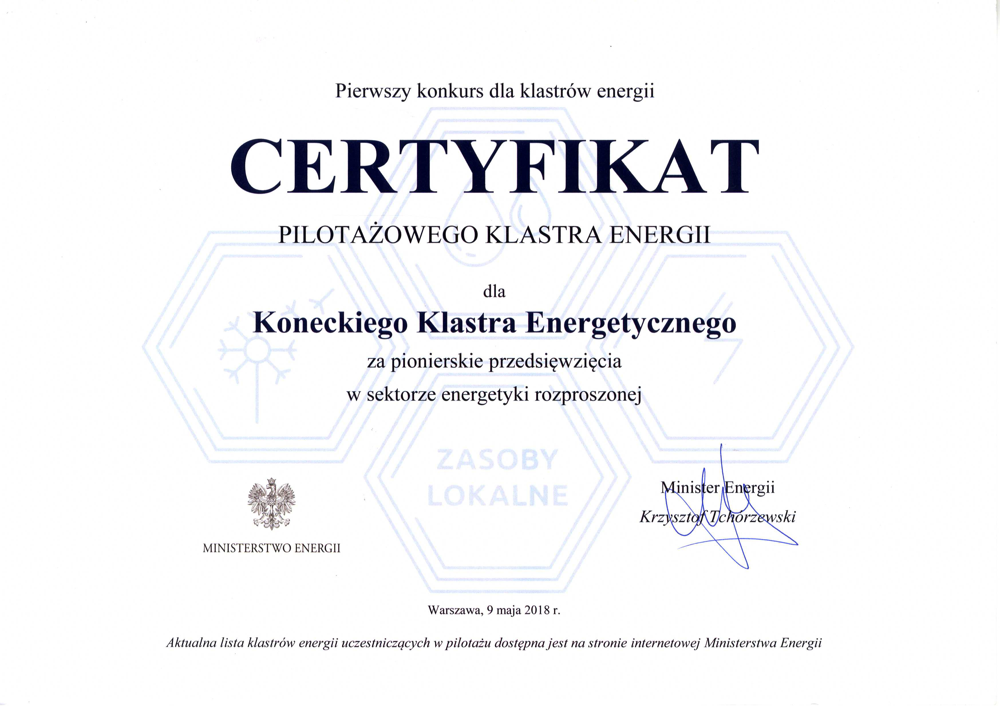 Pierwszy konkurs dla klastrów energii
CERTYFIKAT
PILOTAŻOWEGO KLASTRA ENERGII
dla
Koneckiego Klastra Energetycznego
za pionierskie przedsięwzięcia
w sektorze energetyki rozproszonej
ZASOBY
LOKALNE
MINISTERSTWO ENERGII
Minister Energii
Krzysztof Tchórzewski
Warszawa, 9 maja 2018 r.
Aktualna lista klastrów energii uczestniczących w pilotażu dostępna jest na stronie internetowej Ministerstwa Energii